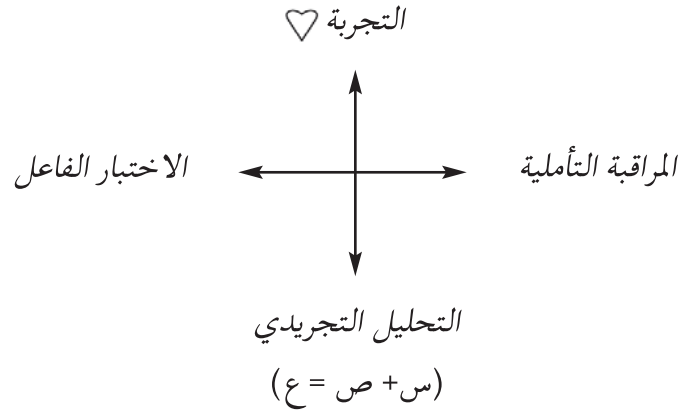 التجربة
المراقبة التأملية
الاختبار الفاعل
التحليل التجريدي
(س+ ص = ع)